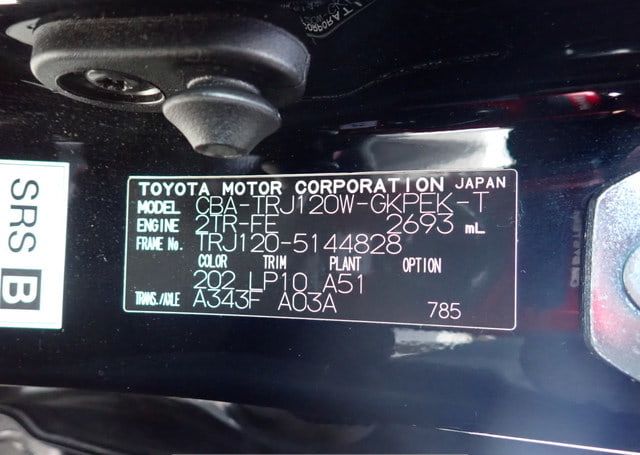 TOYOTA MOTOR CORPORATION JAPAN
MODEL CBA-TRJ120W-GKPEK-T
ENGINE 2TR-FE 2693 mL
FRAME No. TRJ120-5144828
COLOR TRIM PLANT OPTION
202 LP10 A51
TRANS./AXLE A343F A03A 785
SRS B